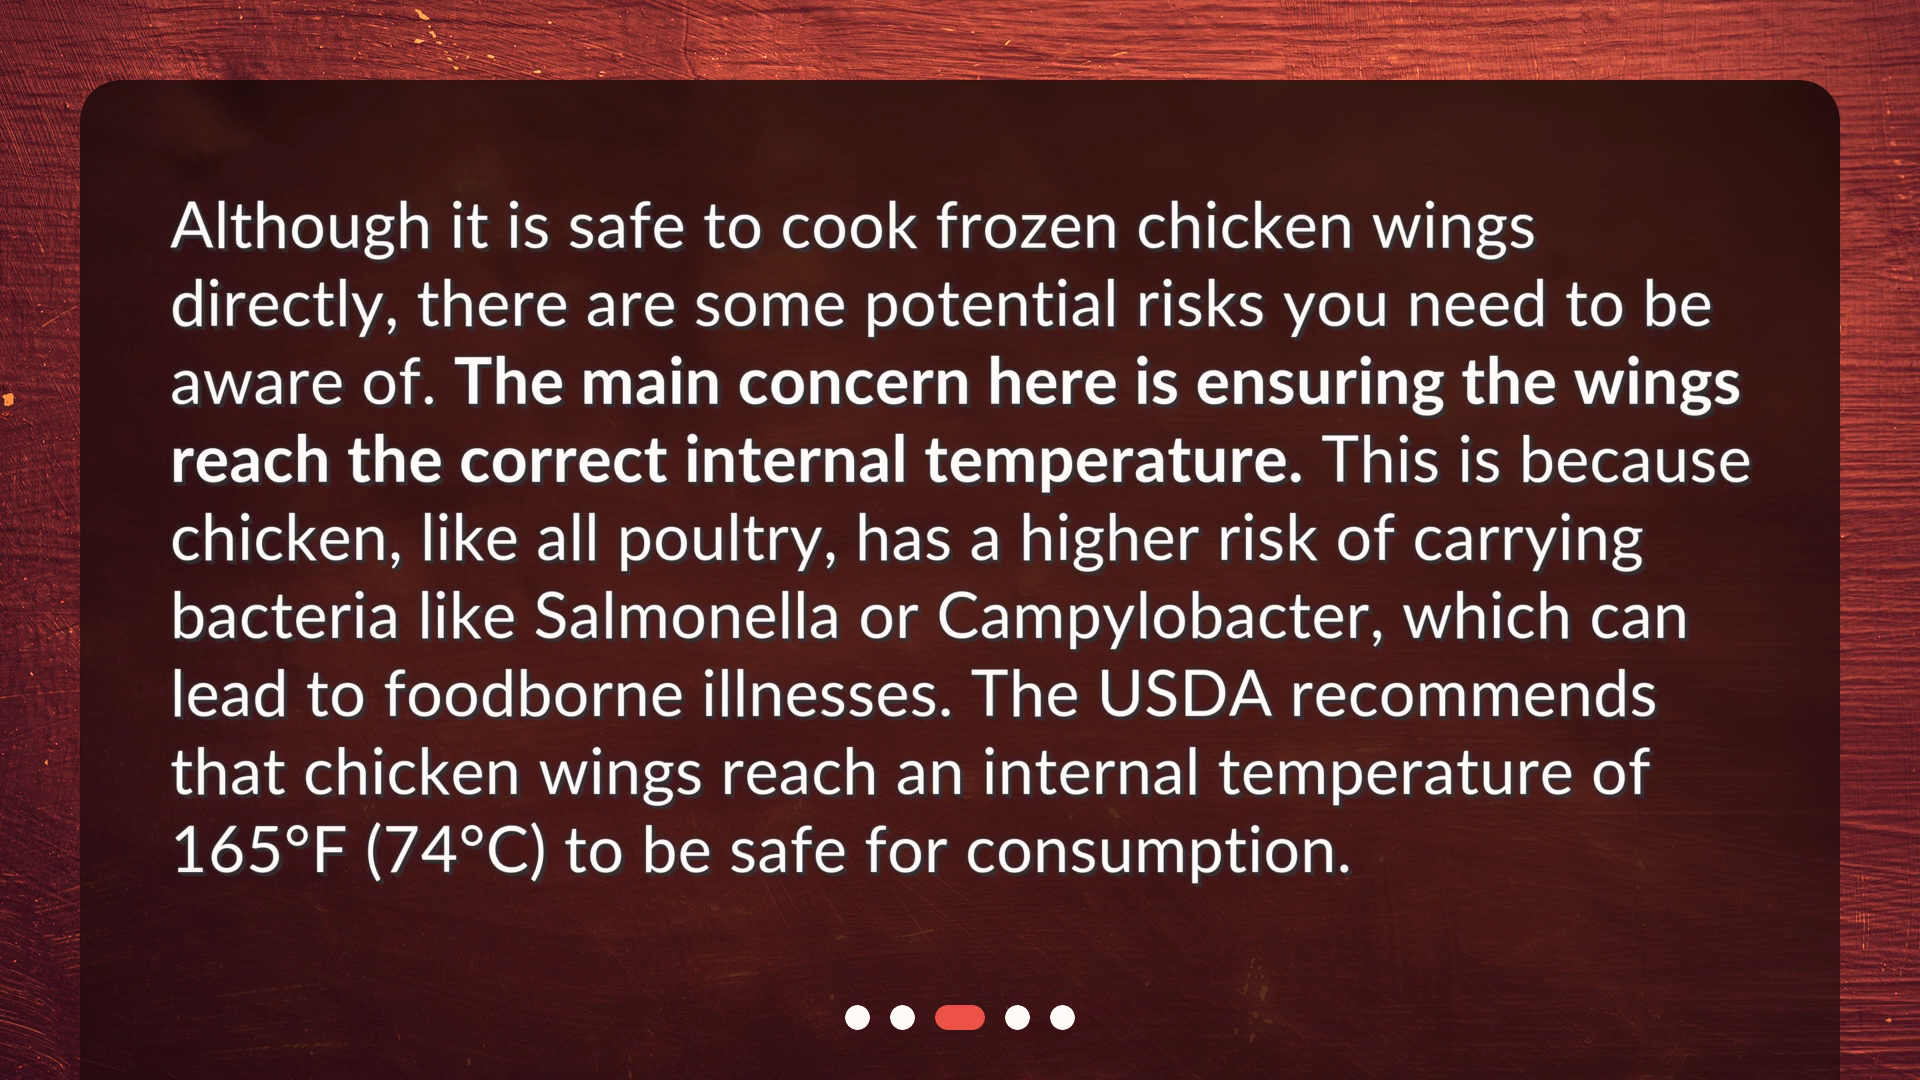 Although it is safe to cook frozen chicken wings
directly, there are some potential risks you need to be
aware of. The main concern here is ensuring the wings
reach the correct internal temperature. This is because
chicken, like all poultry, has a higher risk of carrying
bacteria like Salmonella or Campylobacter, which can
lead to foodborne illnesses. The USDA recommends
that chicken wings reach an internal temperature of
165°F (74°C) to be safe for consumption.